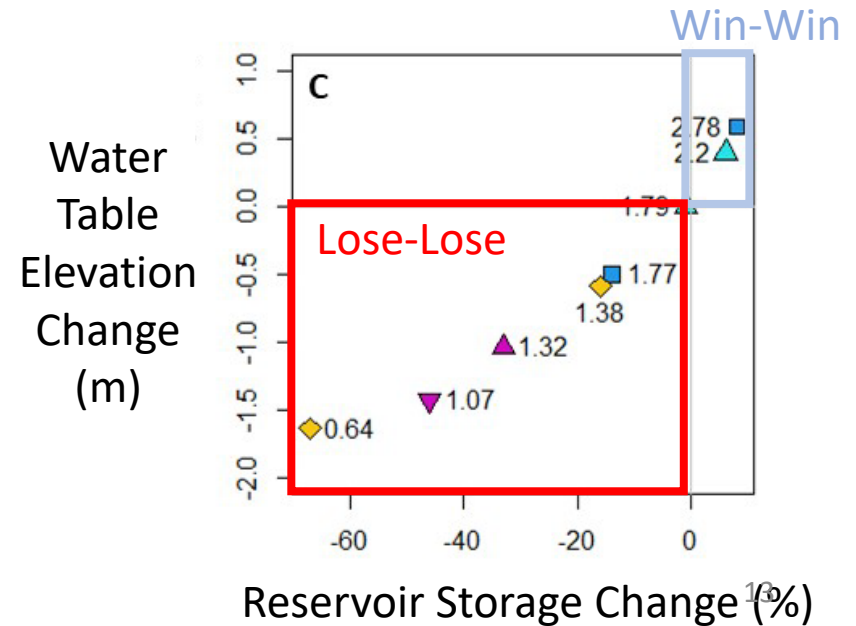 Win-Win
C
Water
Table
Elevation
Change
(m)
1.0
0.5
0.0
-0.5
-1.0
-1.5
-2.0
2.78
2.2
1.79
Lose-Lose
1.77
1.38
1.32
1.07
0.64
-60 -40 -20 0
Reservoir Storage Change (%)
13